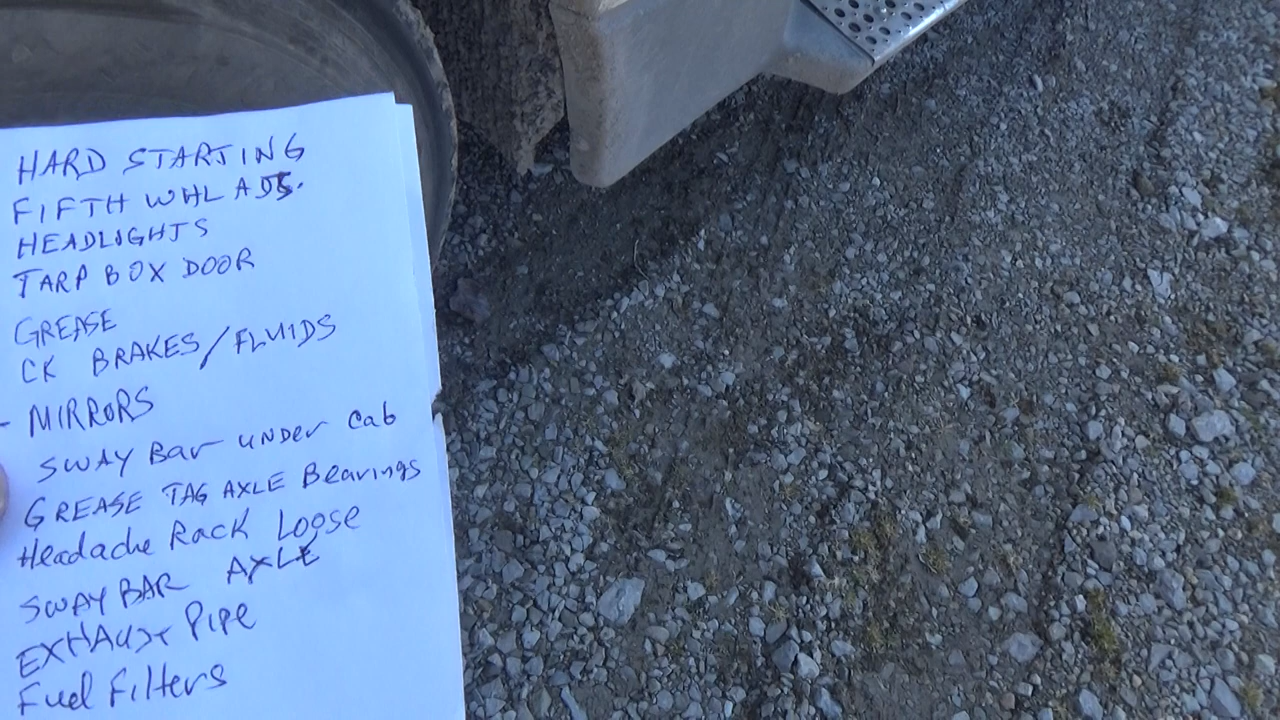 HARD STARTING
FIFTH WHL ADJ.
HEADLIGHTS
TARP BOX DOOR
GREASE
CK BRAKES/FLUIDS
- MIRRORS
SWAY Bar UNDer Cab
GREASE TAG AXLE Bearings
Headache Rack Loose
SWAY BAR AXLE
EXHAUST Pipe
Fuel Filters